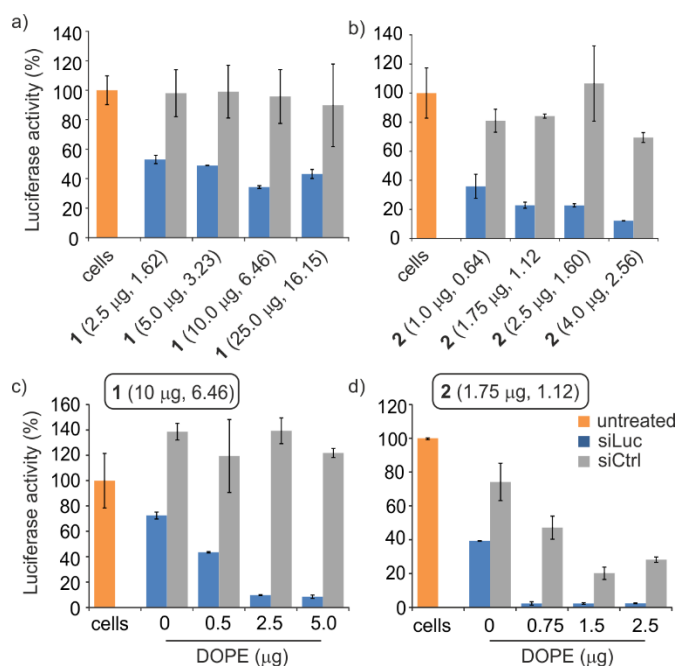 a)
Luciferase activity (%)
140
120
100
80
60
40
20
0
cells
1 (2.5 μg, 1.62)
1 (5.0 μg, 3.23)
1 (10.0 μg, 6.46)
1 (25.0 μg, 16.15)
b)
140
120
100
80
60
40
20
0
cells
2 (1.0 μg, 0.64)
2 (1.75 μg, 1.12
2 (2.5 μg, 1.60)
2 (4.0 μg, 2.56)
c)
1 (10 μg, 6.46)
Luciferase activity (%)
160
140
120
100
80
60
40
20
0
cells 0 0.5 2.5 5.0
DOPE (μg)
d)
2 (1.75 μg, 1.12)
untreated
siLuc
siCtrl
120
100
80
60
40
20
0
cells 0 0.75 1.5 2.5
DOPE (μg)